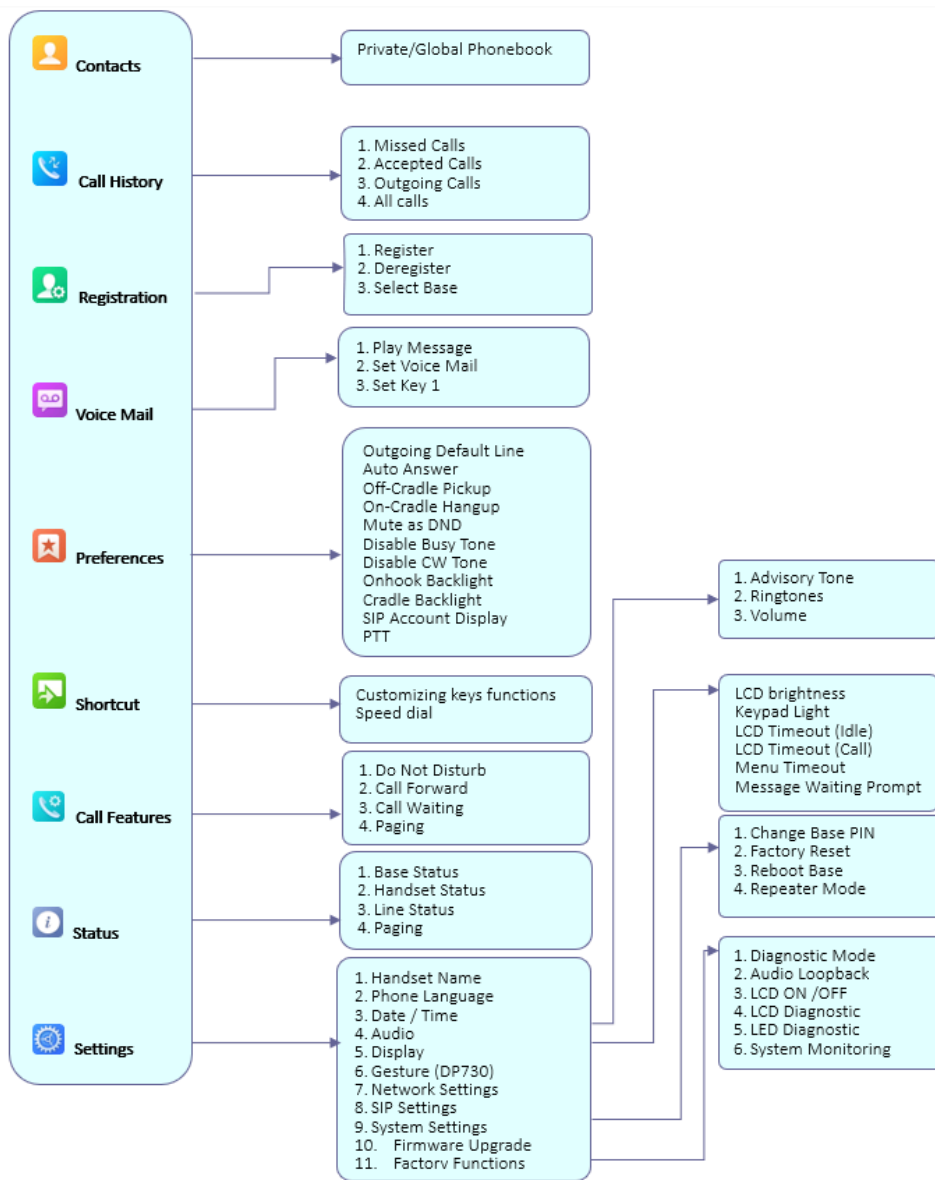 Contacts
Private/Global Phonebook
Call History
1. Missed Calls
2. Accepted Calls
3. Outgoing Calls
4. All calls
Registration
1. Register
2. Deregister
3. Select Base
Voice Mail
1. Play Message
2. Set Voice Mail
3. Set Key 1
Preferences
Outgoing Default Line
Auto Answer
Off-Cradle Pickup
On-Cradle Hangup
Mute as DND
Disable Busy Tone
Disable CW Tone
Onhook Backlight
Cradle Backlight
SIP Account Display
PTT
Shortcut
Customizing keys functions
Speed dial
Call Features
1. Do Not Disturb
2. Call Forward
3. Call Waiting
4. Paging
Status
1. Base Status
2. Handset Status
3. Line Status
4. Paging
Settings
1. Handset Name
2. Phone Language
3. Date / Time
4. Audio
5. Display
6. Gesture (DP730)
7. Network Settings
8. SIP Settings
9. System Settings
10. Firmware Upgrade
11. Factory Functions
1. Advisory Tone
2. Ringtones
3. Volume
LCD brightness
Keypad Light
LCD Timeout (Idle)
LCD Timeout (Call)
Menu Timeout
Message Waiting Prompt
1. Change Base PIN
2. Factory Reset
3. Reboot Base
4. Repeater Mode
1. Diagnostic Mode
2. Audio Loopback
3. LCD ON /OFF
4. LCD Diagnostic
5. LED Diagnostic
6. System Monitoring